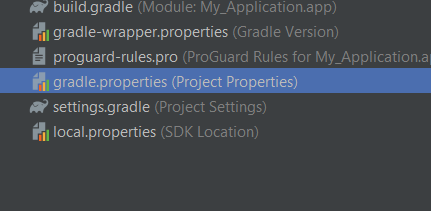 build.gradle (Module: My_Application.app)
gradle-wrapper.properties (Gradle Version)
proguard-rules.pro (ProGuard Rules for My_Application.a
gradle.properties (Project Properties)
settings.gradle (Project Settings)
local.properties (SDK Location)